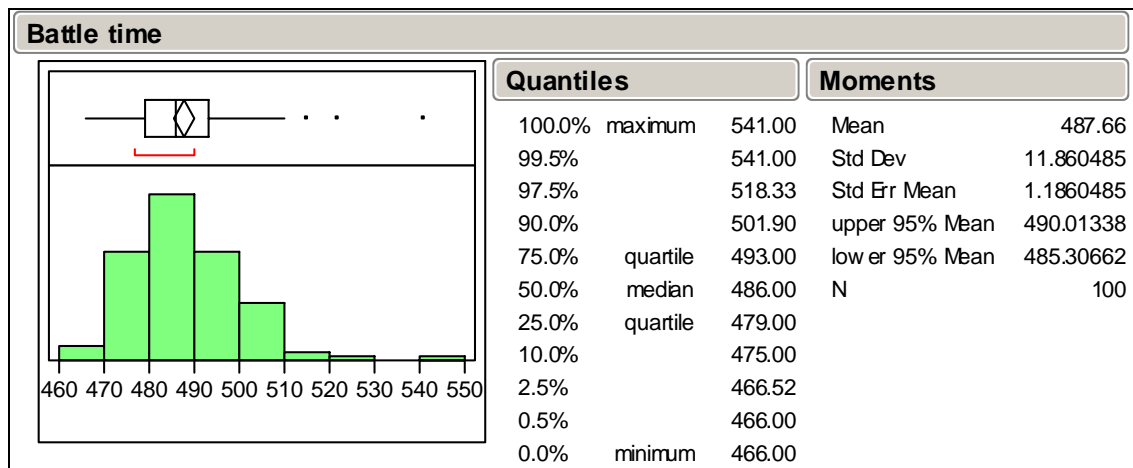 Battle time
460 470 480 490 500 510 520 530 540 550
Quantiles
100.0% maximum 541.00
99.5% 541.00
97.5% 518.33
90.0% 501.90
75.0% quartile 493.00
50.0% median 486.00
25.0% quartile 479.00
10.0% 475.00
2.5% 466.52
0.5% 466.00
0.0% minimum 466.00
Moments
Mean 487.66
Std Dev 11.860485
Std Err Mean 1.1860485
upper 95% Mean 490.01338
lower 95% Mean 485.30662
N 100